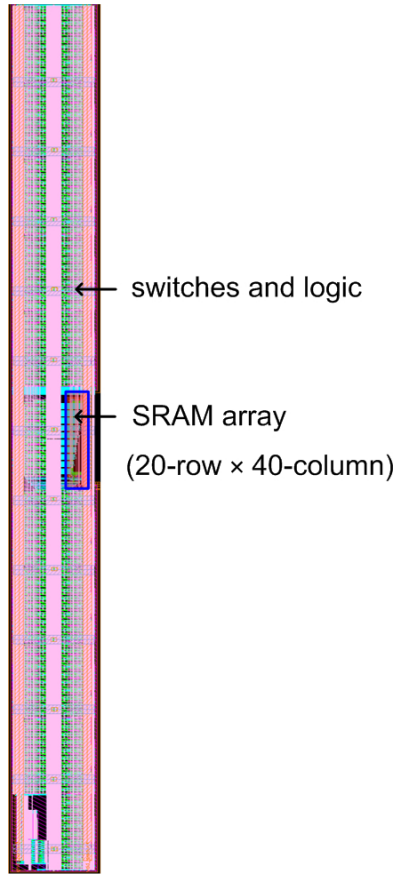 switches and logic
SRAM array
(20-row × 40-column)